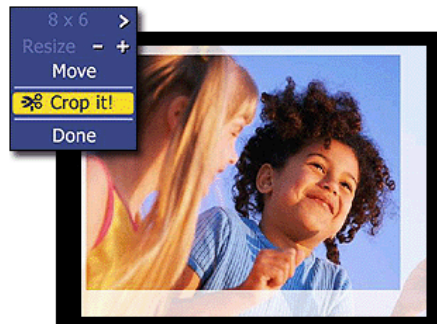 8 x 6 >
Resize - +
Move
Crop it!
Done